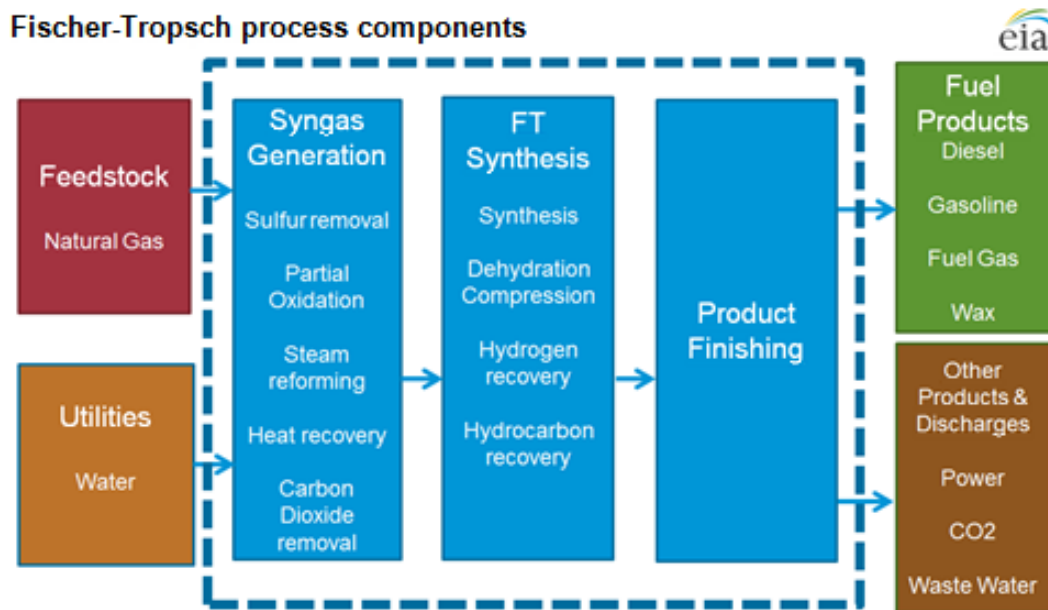 Fischer-Tropsch process components
eia
Feedstock
Natural Gas
Utilities
Water
Syngas
Generation
Sulfur removal
Partial
Oxidation
Steam
reforming
Heat recovery
Carbon
Dioxide
removal
FT
Synthesis
Synthesis
Dehydration
Compression
Hydrogen
recovery
Hydrocarbon
recovery
Product
Finishing
Fuel
Products
Diesel
Gasoline
Fuel Gas
Wax
Other
Products &
Discharges
Power
CO2
Waste Water